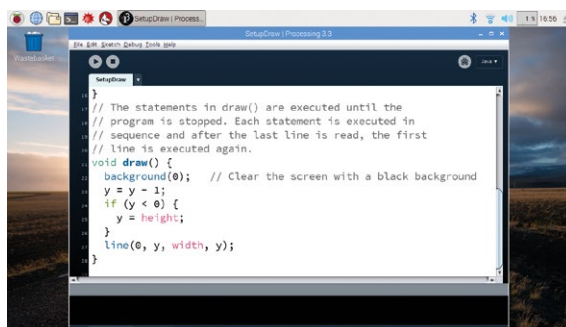 SetupDraw | Process...
1 % 16:56
Wastebasket
SetupDraw | Processing 3.3
File Edit Sketch Debug Tools Help
Java
SetupDraw
}
// The statements in draw() are executed until the
// program is stopped. Each statement is executed in
// sequence and after the last line is read, the first
// line is executed again.
void draw() {
background(0); // Clear the screen with a black background
y = y - 1;
if (y < 0) {
y = height;
}
line(0, y, width, y);
}